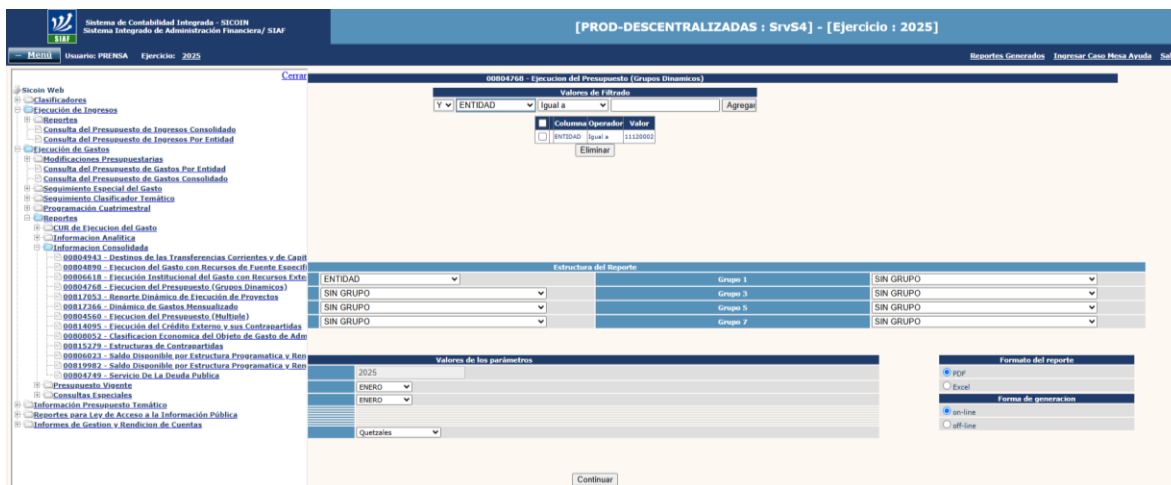 Sistema de Contabilidad Integrada - SICOIN
Sistema Integrado de Administración Financiera/ SIAF
SIAF
[PROD-DESCENTRALIZADAS : SrvS4] - [Ejercicio : 2025]
Menú Usuario: PRENSA Ejercicio: 2025
Reportes Generados Ingresar Caso Mesa Ayuda Sal
Cerrar
Sicoin Web
Clasificadores
Ejecución de Ingresos
Reportes
Consulta del Presupuesto de Ingresos Consolidado
Consulta del Presupuesto de Ingresos Por Entidad
Ejecución de Gastos
Modificaciones Presupuestarias
Consulta del Presupuesto de Gastos Por Entidad
Consulta del Presupuesto de Gastos Consolidado
Seguimiento Especial del Gasto
Seguimiento Clasificador Temático
Programación Cuatrimestral
Reportes
CUR de Ejecucion del Gasto
Informacion Analitica
Informacion Consolidada
00804943 - Destinos de las Transferencias Corrientes y de Capit
00804890 - Ejecucion del Gasto con Recursos de Fuente Especifi
00806618 - Ejecución Institucional del Gasto con Recursos Exte
00804768 - Ejecucion del Presupuesto (Grupos Dinamicos)
00817053 - Reporte Dinámico de Ejecución de Proyectos
00817366 - Dinámico de Gastos Mensualizado
00804560 - Ejecucion del Presupuesto (Multiple)
00814095 - Ejecución del Crédito Externo y sus Contrapartidas
00808052 - Clasificacion Economica del Objeto de Gasto de Adm
00815279 - Estructuras de Contrapartidas
00806023 - Saldo Disponible por Estructura Programatica y Ren
00819982 - Saldo Disponible por Estructura Programatica y Ren
00804749 - Servicio De La Deuda Publica
Presupuesto Vigente
Consultas Especiales
Información Presupuesto Temático
Reportes para Ley de Acceso a la Información Pública
Informes de Gestion y Rendicion de Cuentas
00804768 - Ejecucion del Presupuesto (Grupos Dinamicos)
Valores de Filtrado
Y ENTIDAD Igual a Agregar
Columna Operador Valor
ENTIDAD Igual a 11120002
Eliminar
Estructura del Reporte
ENTIDAD Grupo 1 SIN GRUPO
SIN GRUPO Grupo 3 SIN GRUPO
SIN GRUPO Grupo 5 SIN GRUPO
SIN GRUPO Grupo 7 SIN GRUPO
Valores de los parámetros
2025
ENERO
ENERO
Quetzales
Formato del reporte
PDF
Excel
Forma de generacion
on-line
off-line
Continuar